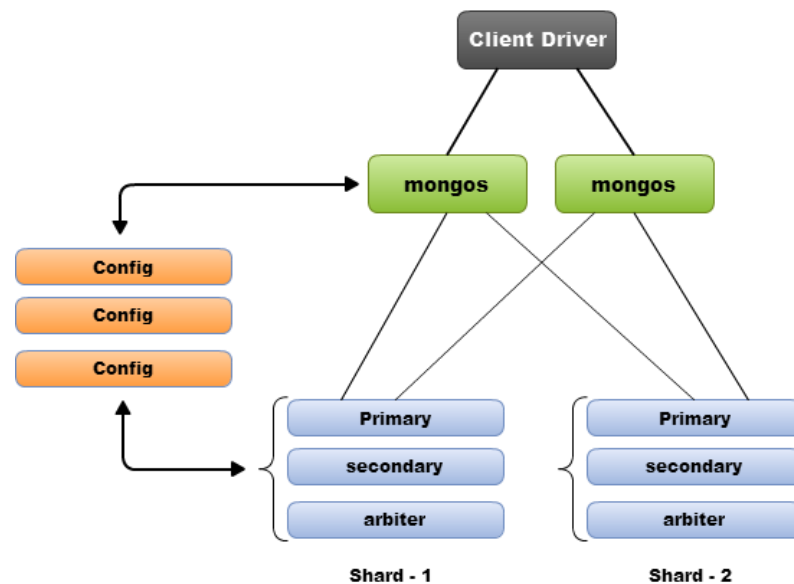 Client Driver
mongos
mongos
Config
Config
Config
Primary
secondary
arbiter
Shard - 1
Primary
secondary
arbiter
Shard - 2